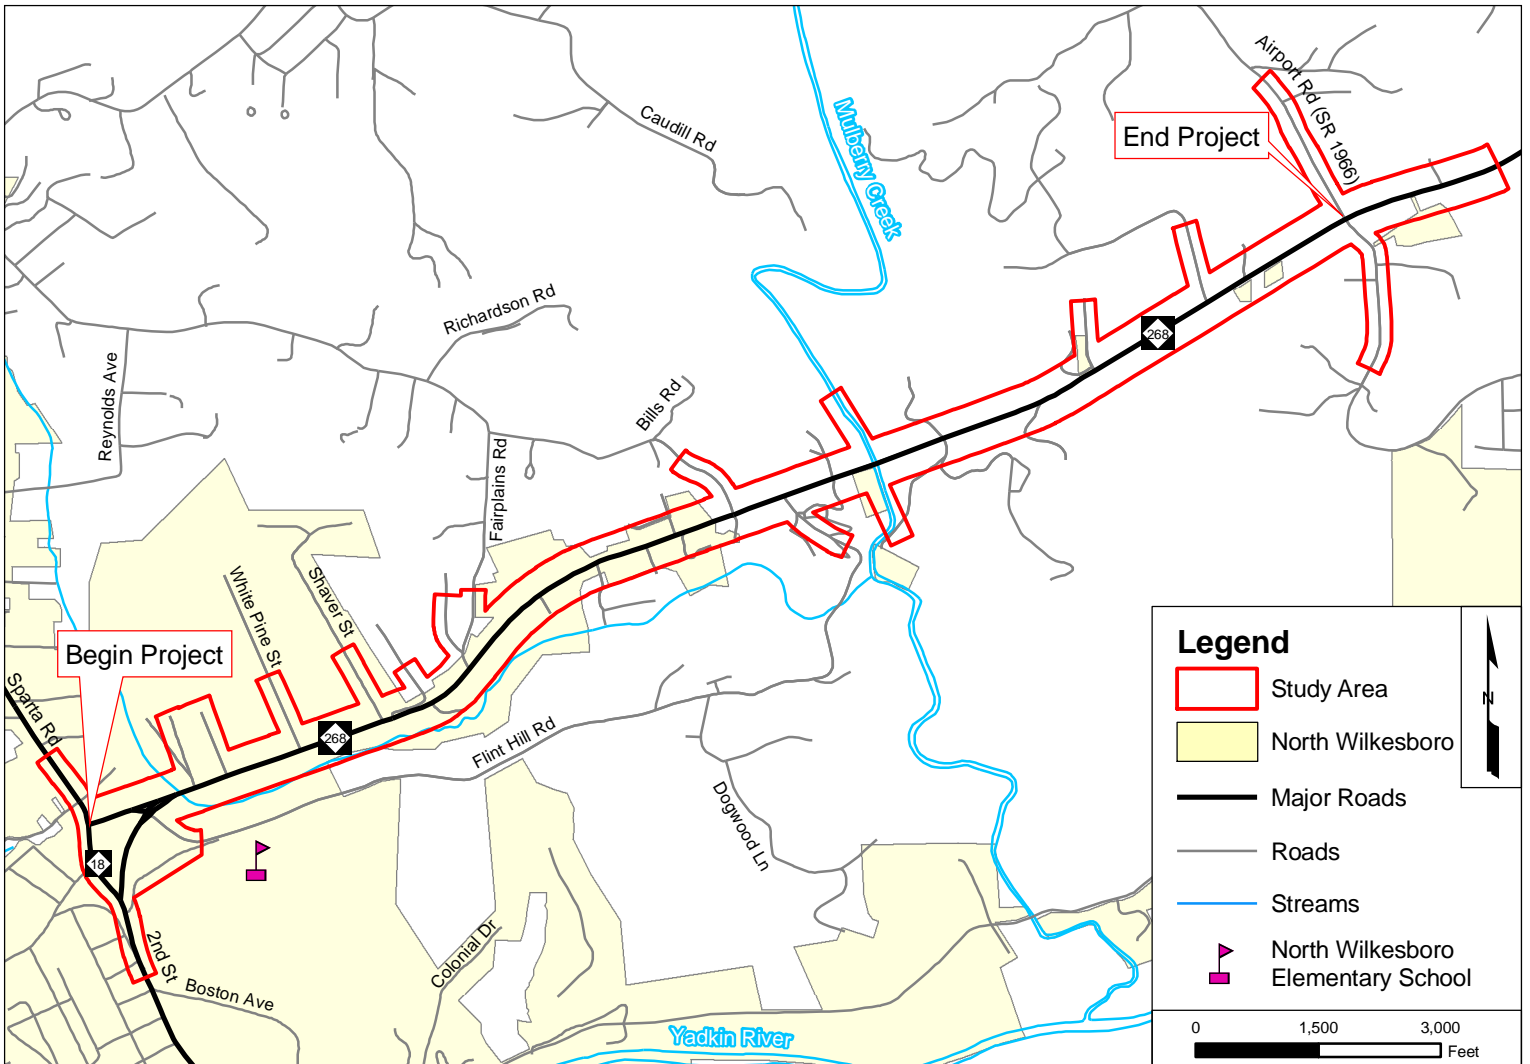 Airport Rd (SR 1966)
End Project
Caudill Rd
Mulberry Creek
268
Richardson Rd
Reynolds Ave
Bills Rd
Fairplains Rd
White Pine St
Shaver St
Begin Project
Sparta Rd
268
Flint Hill Rd
18
Dogwood Ln
2nd St
Colonial Dr
Boston Ave
Yadkin River
Legend
Study Area
North Wilkesboro
Major Roads
Roads
Streams
North Wilkesboro
Elementary School
N
0 1,500 3,000
Feet